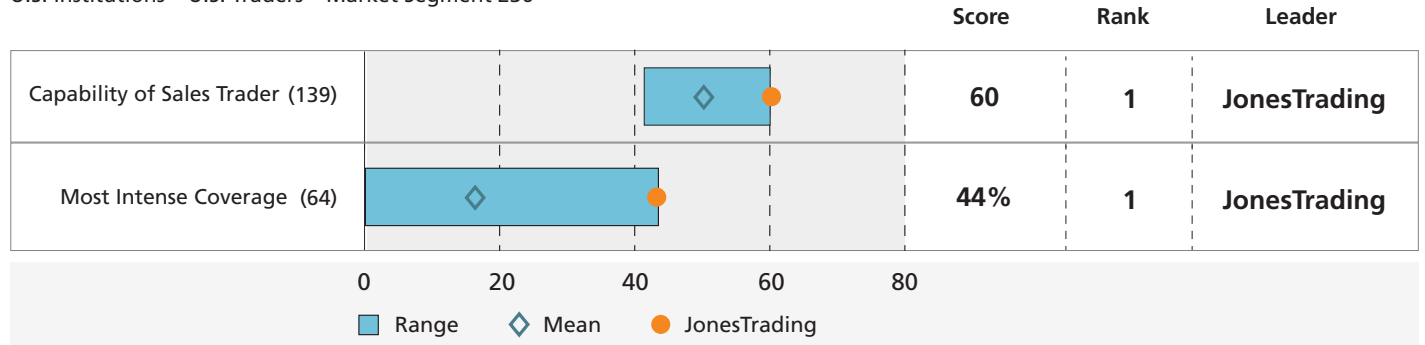 Score Rank Leader
Capability of Sales Trader (139) 60 1 JonesTrading
Most Intense Coverage (64) 44% 1 JonesTrading
0 20 40 60 80
Range Mean JonesTrading